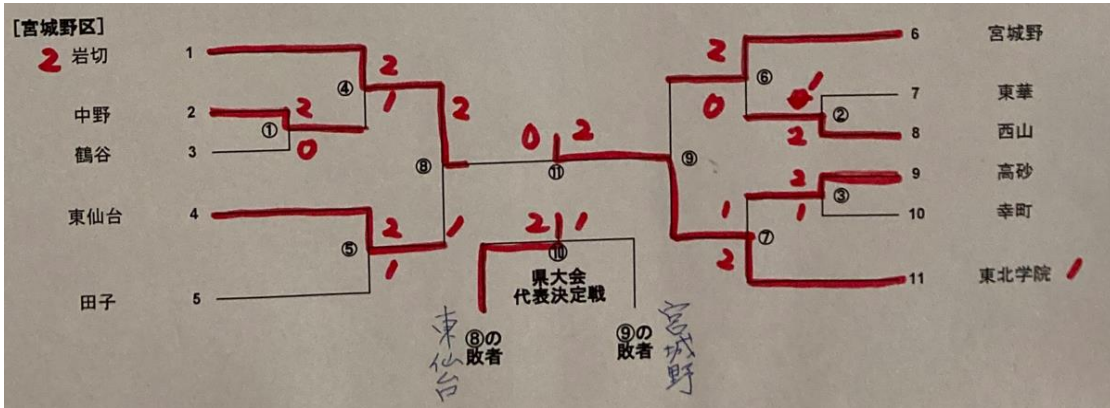 [宮城野区]
2 岩切 1
中野 2
鶴谷 3
東仙台 4
田子 5
① 2 0
④ 2 1
⑤ 2 1
⑧ 2 1
0 2
⑪
2 1
⑩
県大会
代表決定戦
⑧の
敗者
東仙台
⑨の
敗者
宮城野
6 宮城野
7 東華
8 西山
9 高砂
10 幸町
11 東北学院 1
⑥ 2 0
② 1 2
③ 2 1
⑦ 1 2
⑨